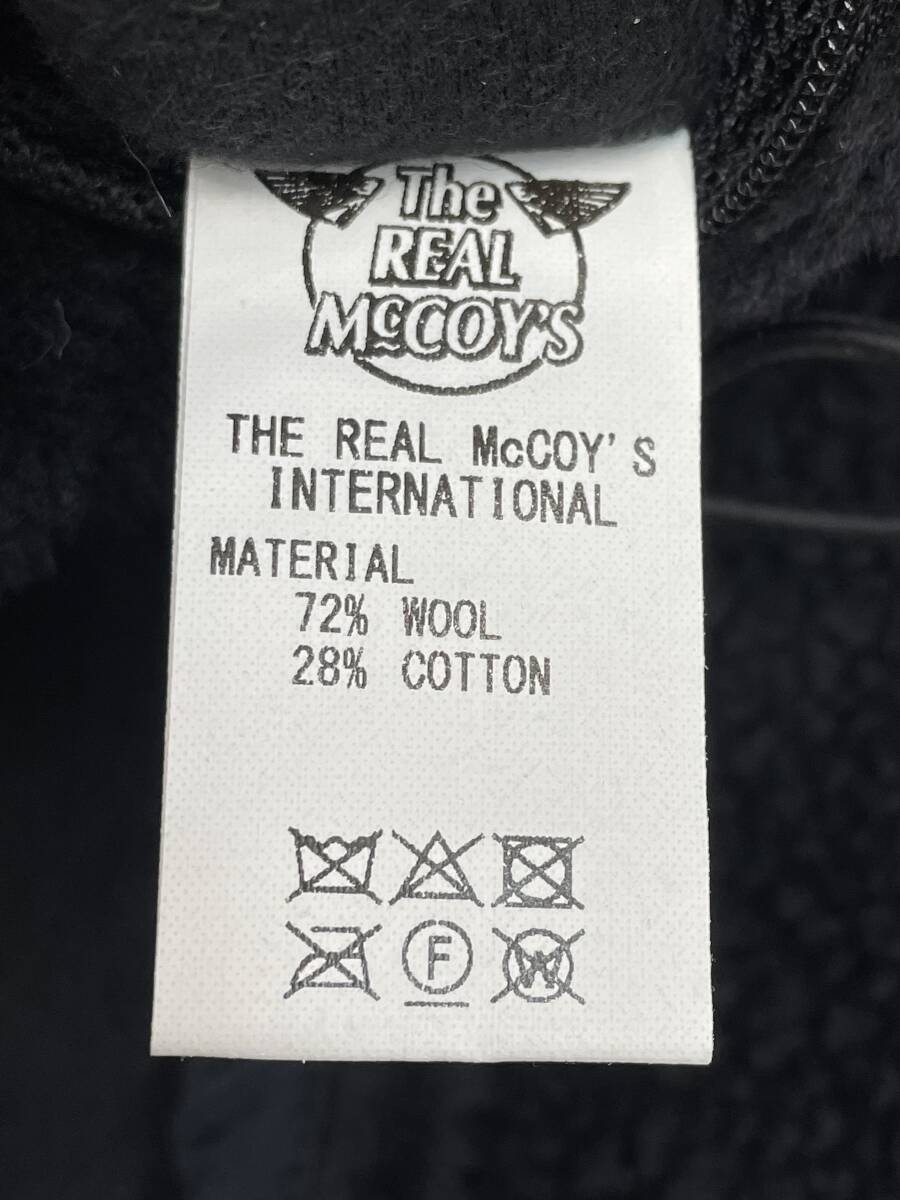 The
REAL
McCOY'S
THE REAL McCOY'S
INTERNATIONAL
MATERIAL
72% WOOL
28% COTTON
F
W